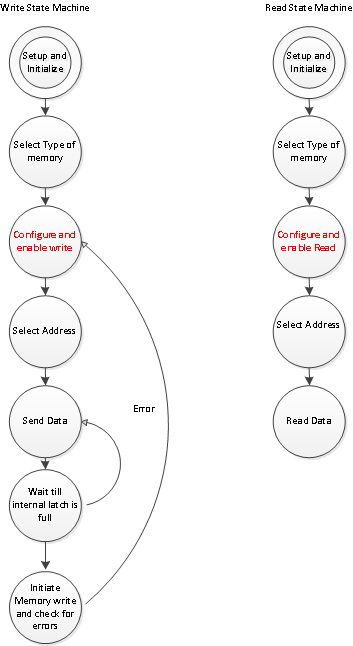 Write State Machine
Setup and
Initialize
Select Type of
memory
Configure and
enable write
Select Address
Send Data
Wait till
internal latch is
full
Initiate
Memory write
and check for
errors
Error
Read State Machine
Setup and
Initialize
Select Type of
memory
Configure and
enable Read
Select Address
Read Data